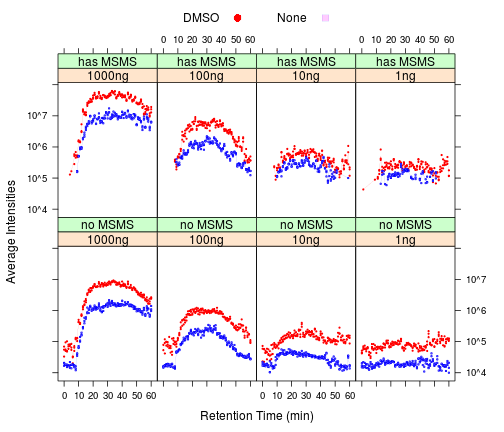 DMSO None
0 10 20 30 40 50 60 0 10 20 30 40 50 60
has MSMS has MSMS has MSMS has MSMS
1000ng 100ng 10ng 1ng
10^7
10^6
10^5
10^4
no MSMS no MSMS no MSMS no MSMS
1000ng 100ng 10ng 1ng
10^7
10^6
10^5
10^4
0 10 20 30 40 50 60 0 10 20 30 40 50 60
Average Intensities
Retention Time (min)